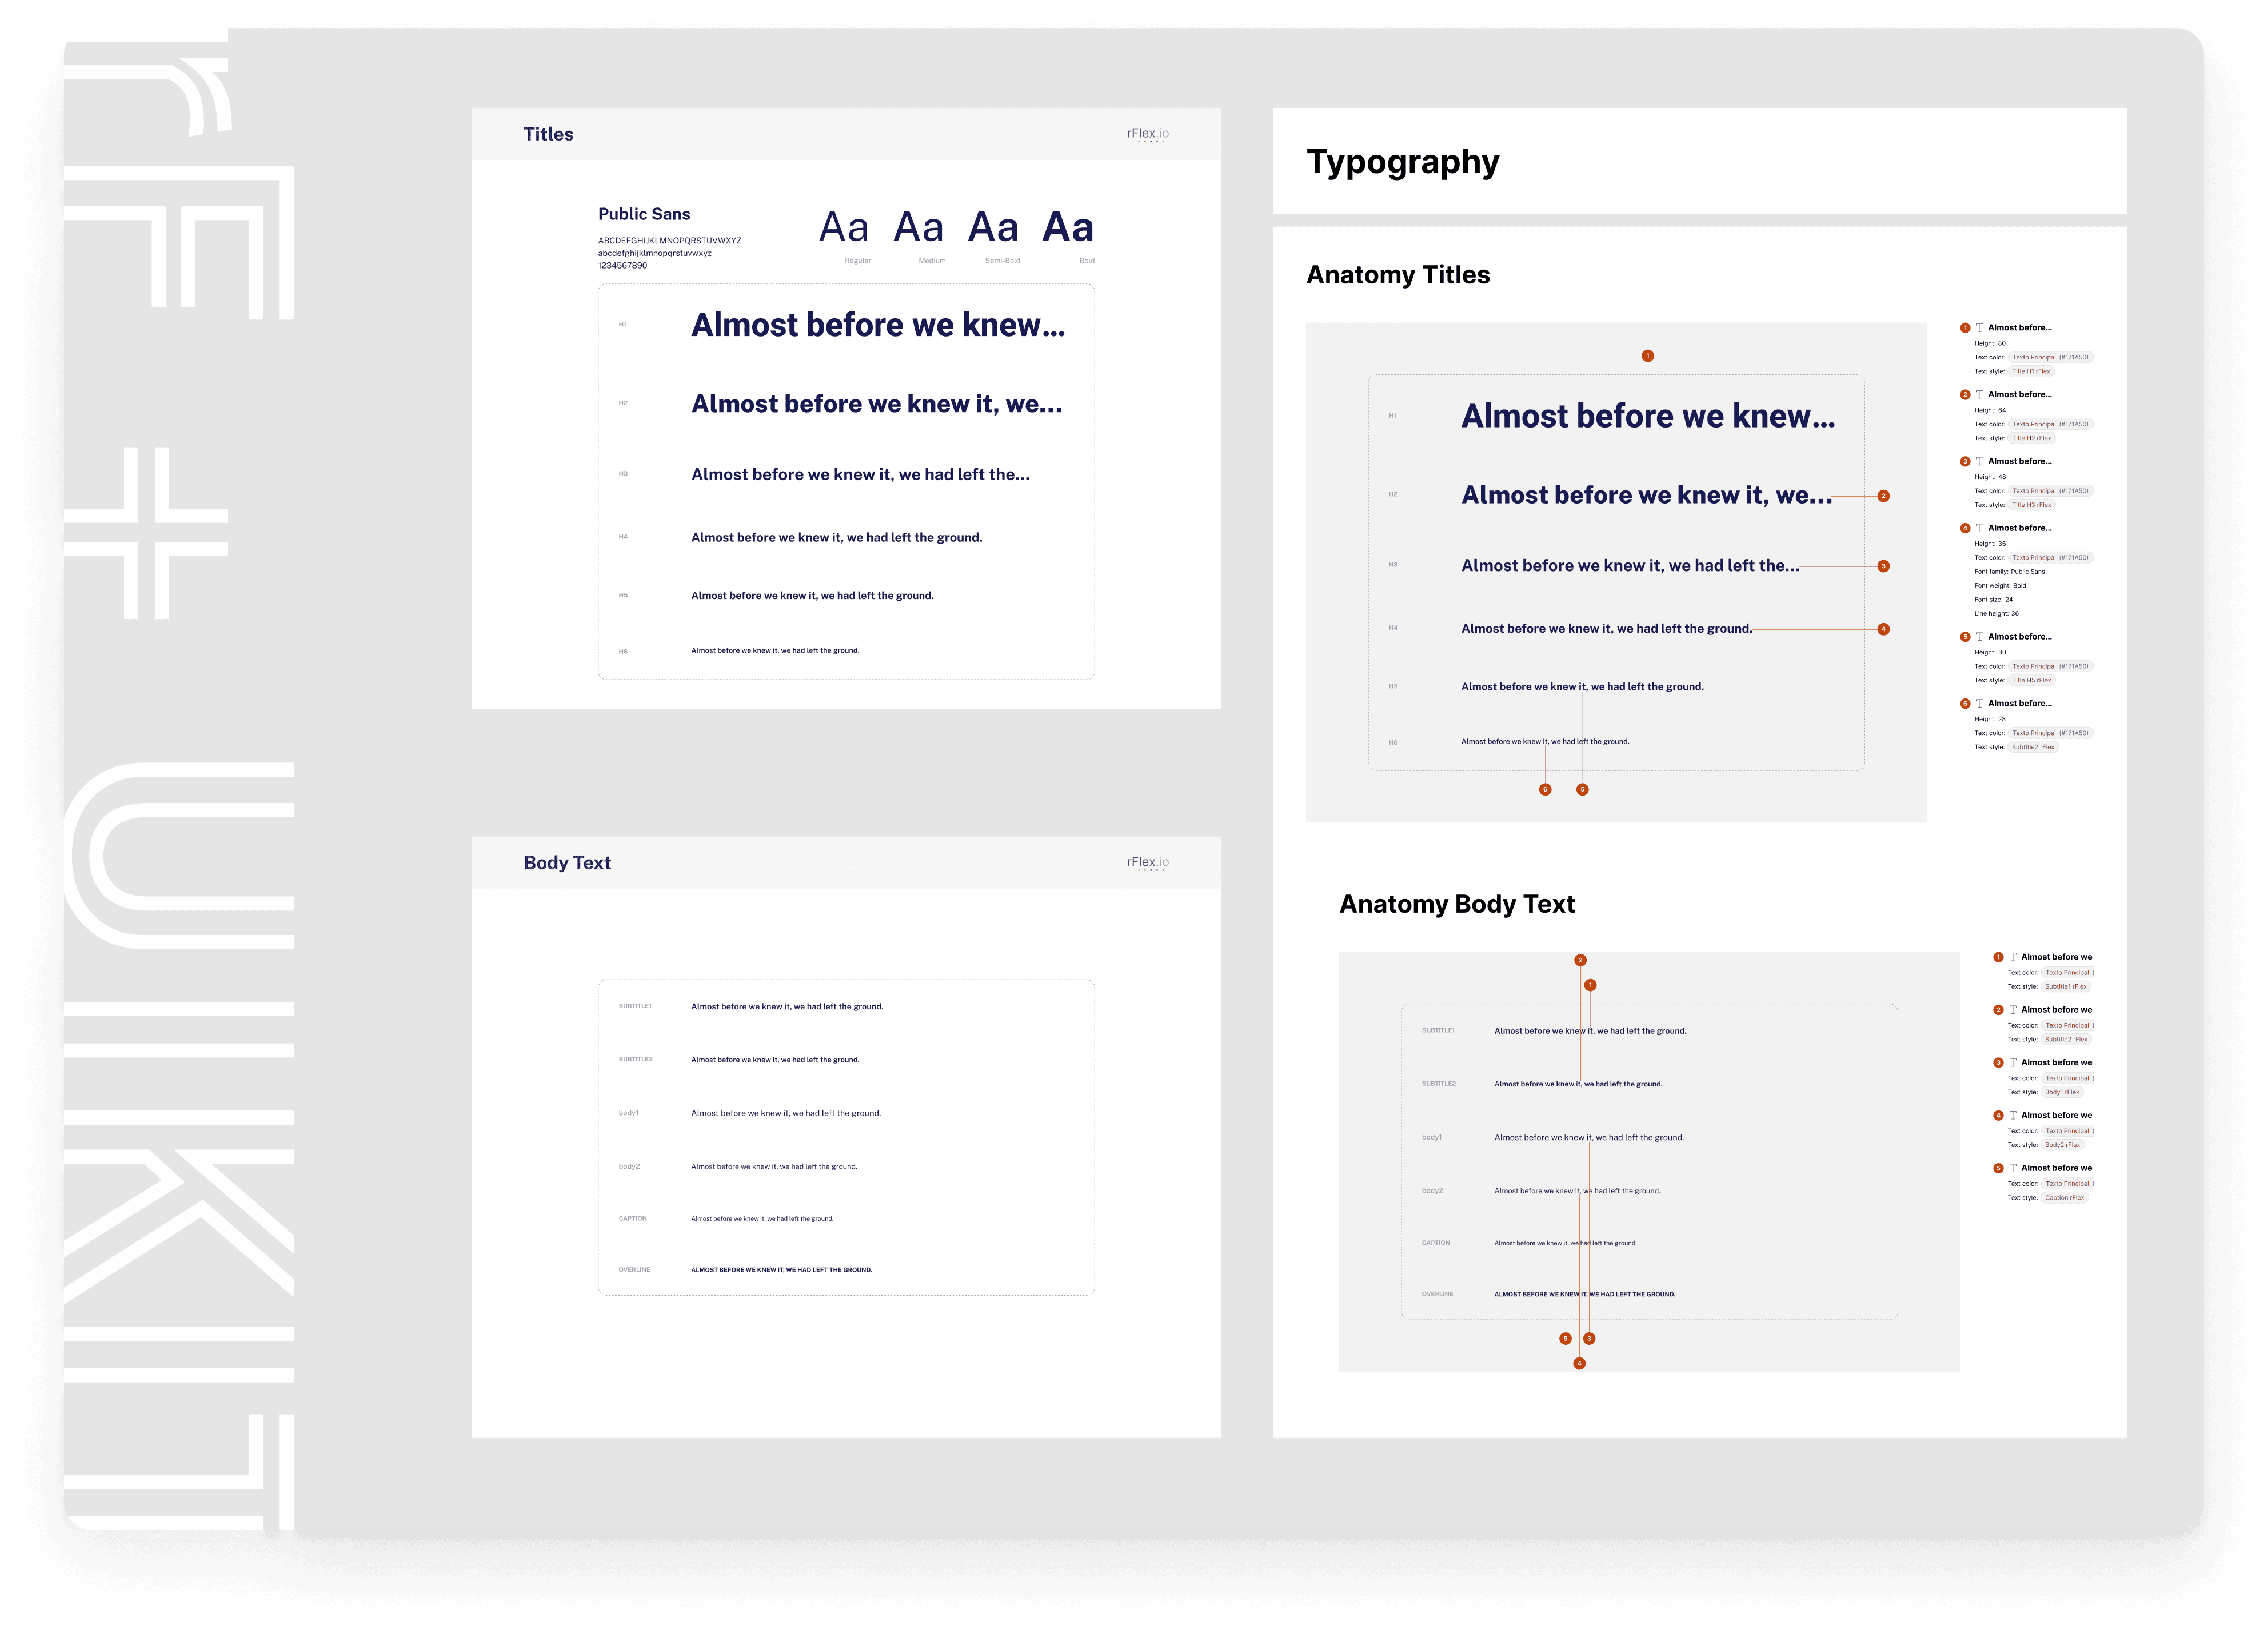 rF + UI KIT
Titles
rFlex.io
Public Sans
ABCDEFGHIJKLMNOPQRSTUVWXYZ
abcdefghijklmnopqrstuvwxyz
1234567890
Aa Aa Aa Aa
Regular Medium Semi-Bold Bold
H1 Almost before we knew...
H2 Almost before we knew it, we...
H3 Almost before we knew it, we had left the...
H4 Almost before we knew it, we had left the ground.
H5 Almost before we knew it, we had left the ground.
H6 Almost before we knew it, we had left the ground.
Body Text
rFlex.io
SUBTITLE1 Almost before we knew it, we had left the ground.
SUBTITLE2 Almost before we knew it, we had left the ground.
body1 Almost before we knew it, we had left the ground.
body2 Almost before we knew it, we had left the ground.
CAPTION Almost before we knew it, we had left the ground.
OVERLINE ALMOST BEFORE WE KNEW IT, WE HAD LEFT THE GROUND.
Typography
Anatomy Titles
1
H1 Almost before we knew...
H2 Almost before we knew it, we... 2
H3 Almost before we knew it, we had left the... 3
H4 Almost before we knew it, we had left the ground. 4
H5 Almost before we knew it, we had left the ground.
H6 Almost before we knew it, we had left the ground.
6 5
1 T Almost before...
Height: 80
Text color: Texto Principal (#171A50)
Text style: Title H1 rFlex
2 T Almost before...
Height: 64
Text color: Texto Principal (#171A50)
Text style: Title H2 rFlex
3 T Almost before...
Height: 48
Text color: Texto Principal (#171A50)
Text style: Title H3 rFlex
4 T Almost before...
Height: 36
Text color: Texto Principal (#171A50)
Font family: Public Sans
Font weight: Bold
Font size: 24
Line height: 36
5 T Almost before...
Height: 30
Text color: Texto Principal (#171A50)
Text style: Title H5 rFlex
6 T Almost before...
Height: 28
Text color: Texto Principal (#171A50)
Text style: Subtitle2 rFlex
Anatomy Body Text
2
1
SUBTITLE1 Almost before we knew it, we had left the ground.
SUBTITLE2 Almost before we knew it, we had left the ground.
body1 Almost before we knew it, we had left the ground.
body2 Almost before we knew it, we had left the ground.
CAPTION Almost before we knew it, we had left the ground.
OVERLINE ALMOST BEFORE WE KNEW IT, WE HAD LEFT THE GROUND.
5 3
4
1 T Almost before we
Text color: Texto Principal (
Text style: Subtitle1 rFlex
2 T Almost before we
Text color: Texto Principal (
Text style: Subtitle2 rFlex
3 T Almost before we
Text color: Texto Principal (
Text style: Body1 rFlex
4 T Almost before we
Text color: Texto Principal (
Text style: Body2 rFlex
5 T Almost before we
Text color: Texto Principal (
Text style: Caption rFlex